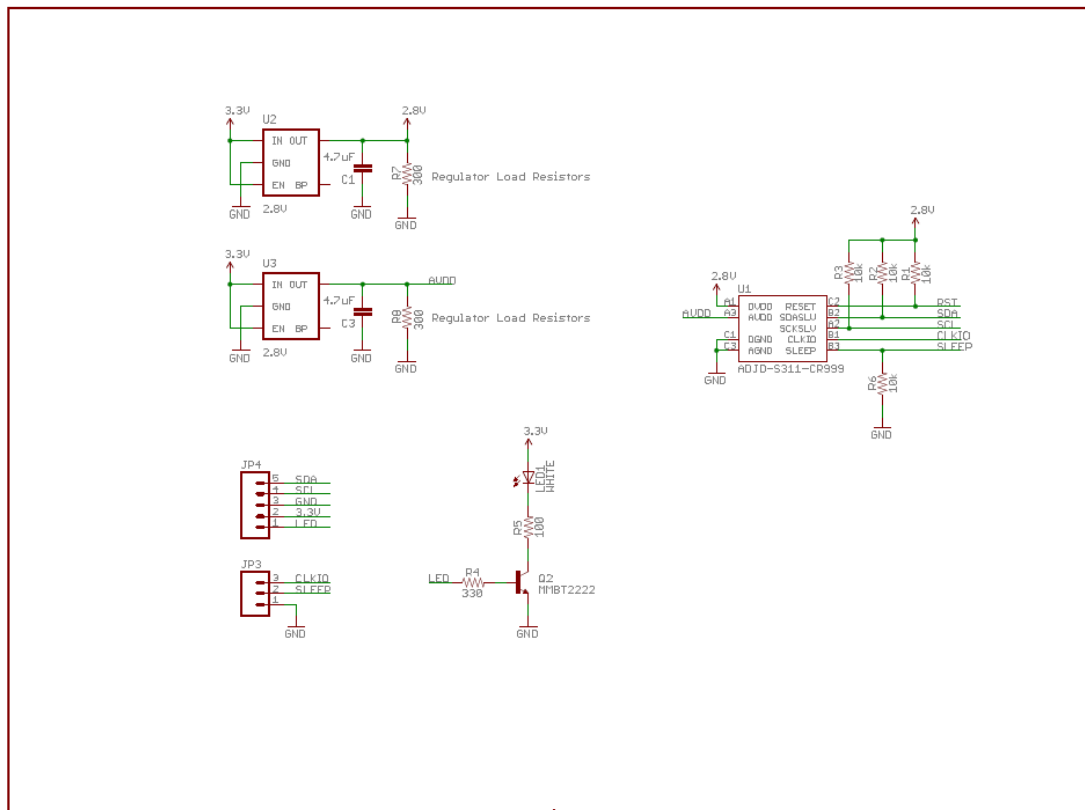 3.3V
2.8V
U2
IN OUT
GND
EN BP
2.8V
GND
4.7uF
C1
GND
R7
300
GND
Regulator Load Resistors
3.3V
U3
IN OUT
GND
EN BP
2.8V
GND
4.7uF
C3
GND
AVDD
R8
300
GND
Regulator Load Resistors
2.8V
R3
10k
R2
10k
R1
10k
2.8V
U1
A1 DVDD RESET C2 RST
AVDD A3 AVDD SDASLV B2 SDA
SCKSLV A2 SCL
C1 DGND CLKIO B1 CLKIO
C3 AGND SLEEP B3 SLEEP
ADJD-S311-CR999
GND
R6
10k
GND
JP4
5 SDA
4 SCL
3 GND
2 3.3V
1 LED
JP3
3 CLKIO
2 SLEEP
1
GND
3.3V
LED1
WHITE
R5
100
LED
R4
330
Q2
MMBT2222
GND